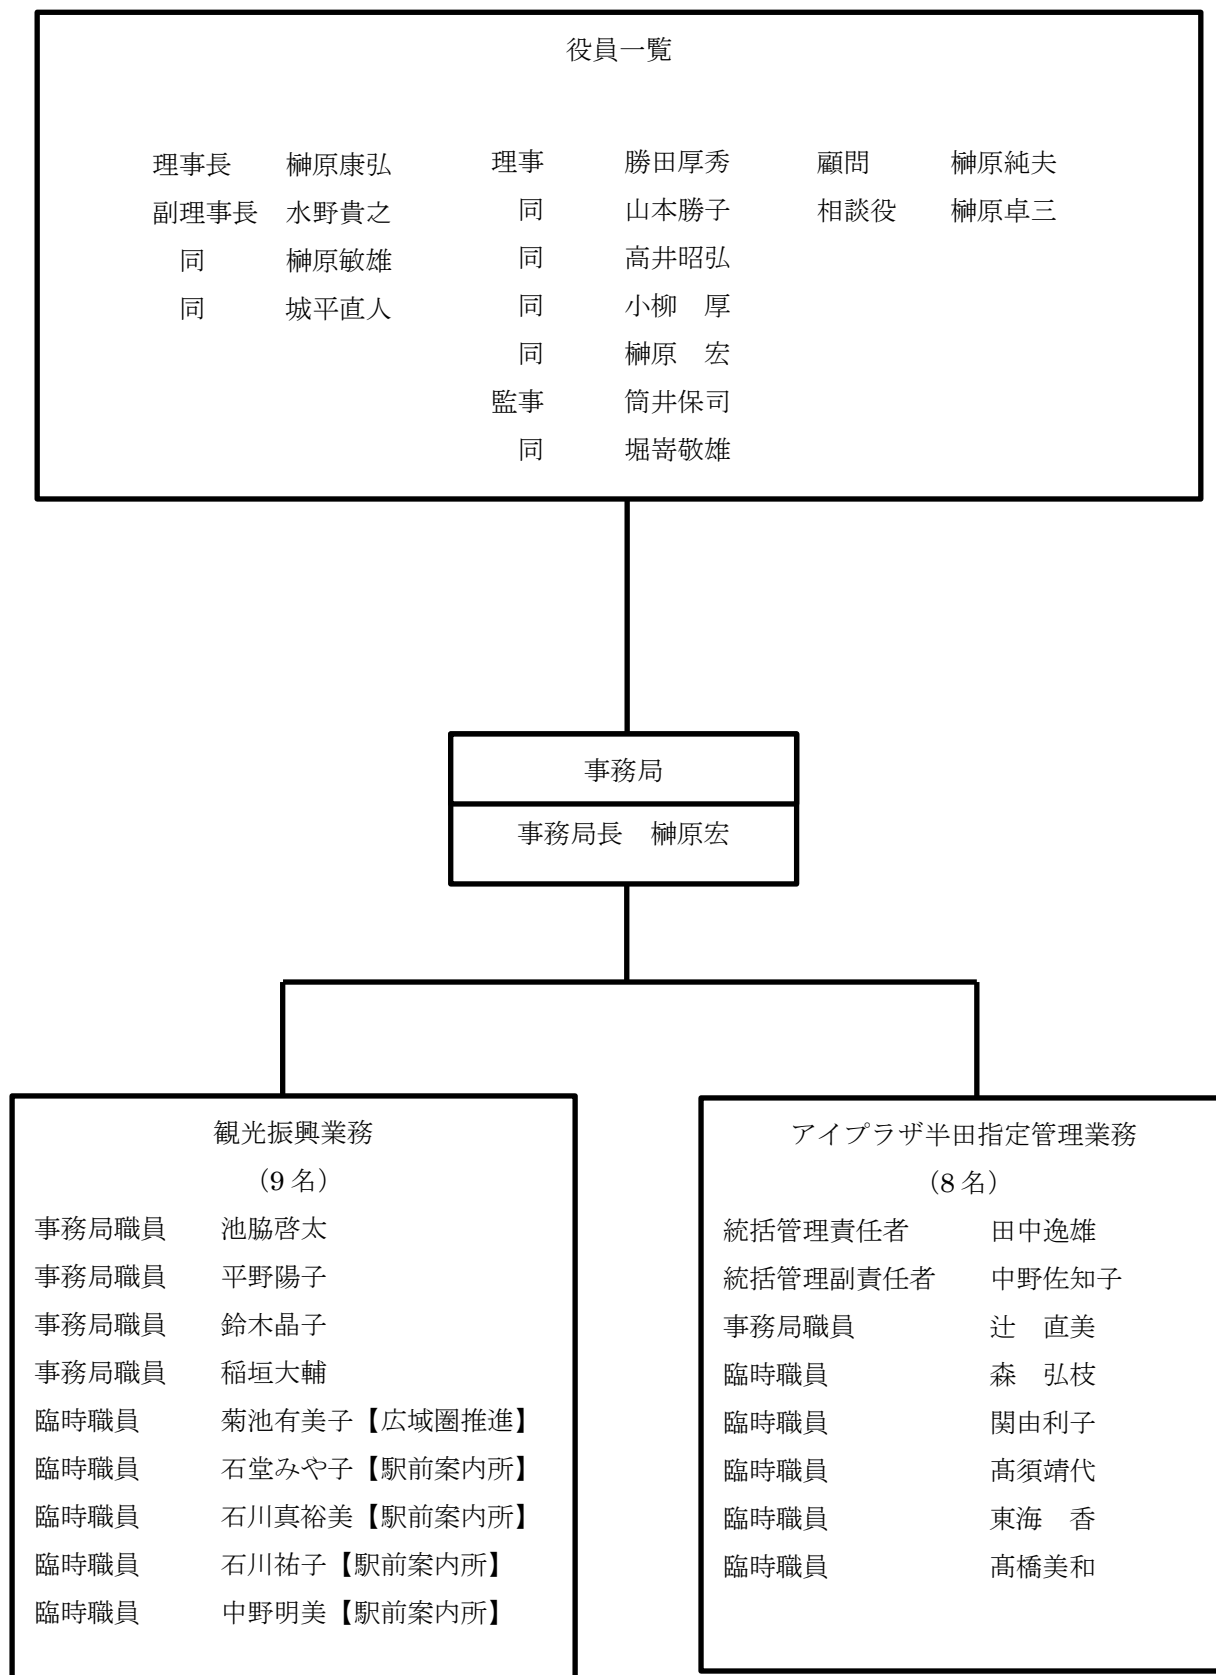 役員一覧
理事長　榊原康弘
副理事長　水野貴之
同　榊原敏雄
同　城平直人
理事　勝田厚秀
同　山本勝子
同　高井昭弘
同　小柳　厚
同　榊原　宏
監事　筒井保司
同　堀嵜敬雄
顧問　榊原純夫
相談役　榊原卓三
事務局
事務局長　榊原宏
観光振興業務
（9 名）
事務局職員　池脇啓太
事務局職員　平野陽子
事務局職員　鈴木晶子
事務局職員　稲垣大輔
臨時職員　菊池有美子【広域圏推進】
臨時職員　石堂みや子【駅前案内所】
臨時職員　石川真裕美【駅前案内所】
臨時職員　石川祐子【駅前案内所】
臨時職員　中野明美【駅前案内所】
アイプラザ半田指定管理業務
（8 名）
統括管理責任者　田中逸雄
統括管理副責任者　中野佐知子
事務局職員　辻　直美
臨時職員　森　弘枝
臨時職員　関由利子
臨時職員　髙須靖代
臨時職員　東海　香
臨時職員　髙橋美和